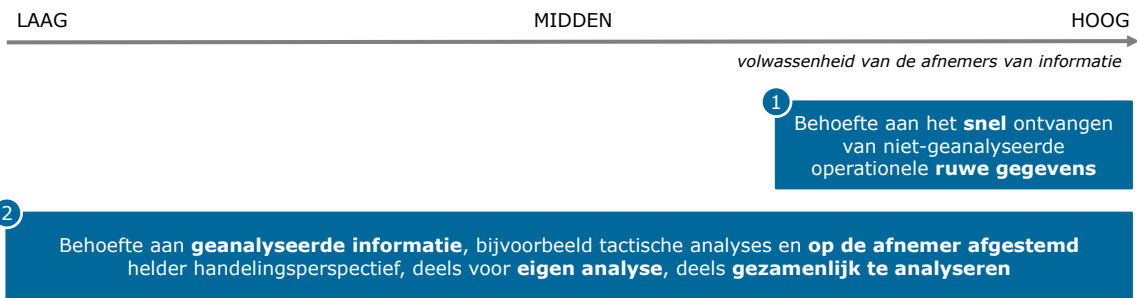 LAAG MIDDEN HOOG
volwassenheid van de afnemers van informatie
1
Behoefte aan het snel ontvangen
van niet-geanalyseerde
operationele ruwe gegevens
2
Behoefte aan geanalyseerde informatie, bijvoorbeeld tactische analyses en op de afnemer afgestemd
helder handelingsperspectief, deels voor eigen analyse, deels gezamenlijk te analyseren